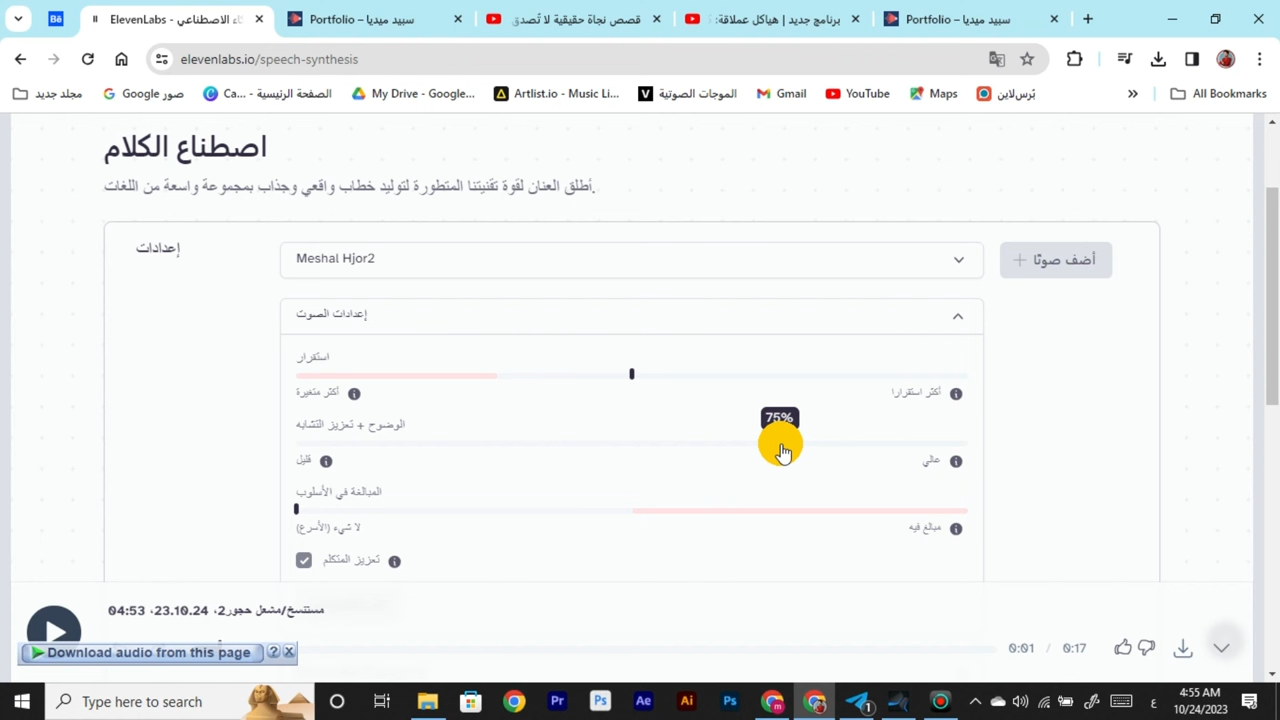 ElevenLabs - ء الاصطناعي
Portfolio – سبيد ميديا
قصص نجاة حقيقية لا تُصدق
برنامج جديد | هياكل عملاقة:
Portfolio – سبيد ميديا
elevenlabs.io/speech-synthesis
مجلد جديد
صور Google
Ca... - الصفحة الرئيسية
My Drive - Google...
Artlist.io - Music Li...
الموجات الصوتية
Gmail
YouTube
Maps
بُرسلاين
All Bookmarks
اصطناع الكلام
أطلق العنان لقوة تقنيتنا المتطورة لتوليد خطاب واقعي وجذاب بمجموعة واسعة من اللغات.
إعدادات
Meshal Hjor2
أضف صوتًا
إعدادات الصوت
استقرار
أكثر متغيرة
أكثر استقرارا
75%
الوضوح + تعزيز التشابه
قليل
عالي
المبالغة في الأسلوب
لا شيء (الأسرع)
مبالغ فيه
تعزيز المتكلم
مستنسخ/مشعل حجور2، 23.10.24، 04:53
Download audio from this page
0:01 / 0:17
Type here to search
ع
4:55 AM
10/24/2023